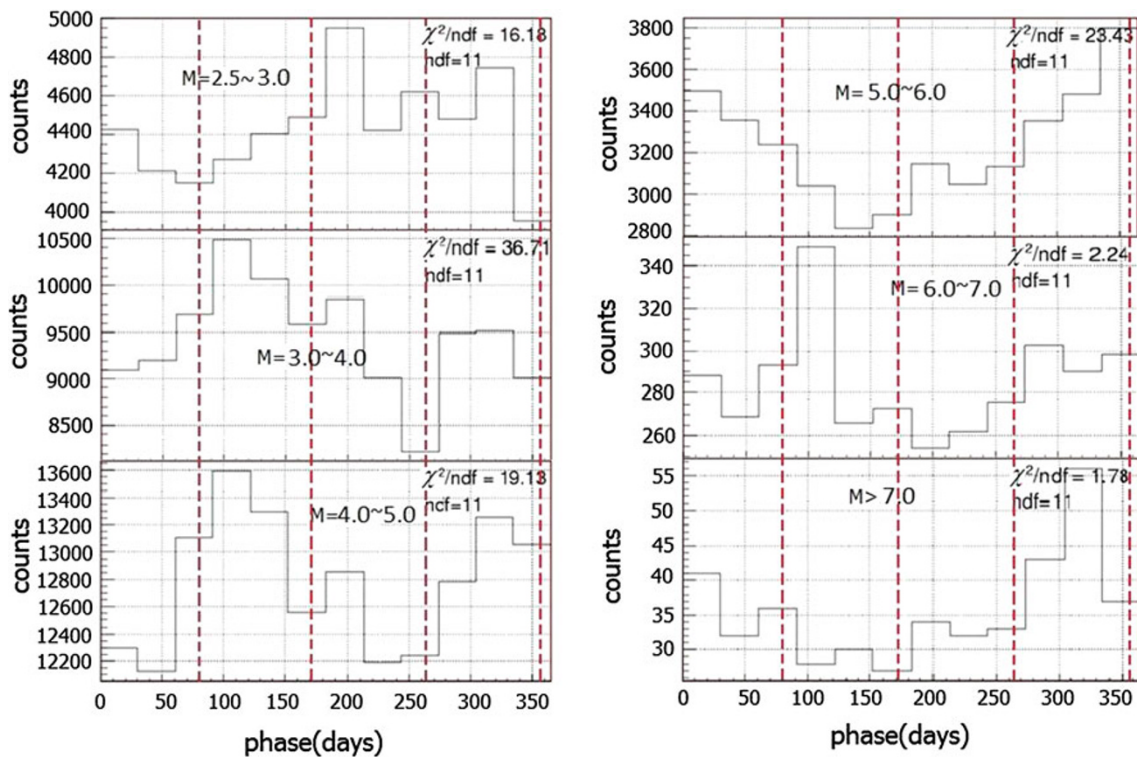 5000
4800
4600
4400
4200
4000
counts
M=2.5~3.0
χ²/ndf = 16.18
ndf=11
10500
10000
9500
9000
8500
counts
M=3.0~4.0
χ²/ndf = 36.71
ndf=11
13600
13400
13200
13000
12800
12600
12400
12200
counts
M=4.0~5.0
χ²/ndf = 19.13
ndf=11
0 50 100 150 200 250 300 350
phase(days)
3800
3600
3400
3200
3000
2800
counts
M=5.0~6.0
χ²/ndf = 23.43
ndf=11
340
320
300
280
260
counts
M=6.0~7.0
χ²/ndf = 2.24
ndf=11
55
50
45
40
35
30
counts
M>7.0
χ²/ndf = 1.78
ndf=11
0 50 100 150 200 250 300 350
phase(days)